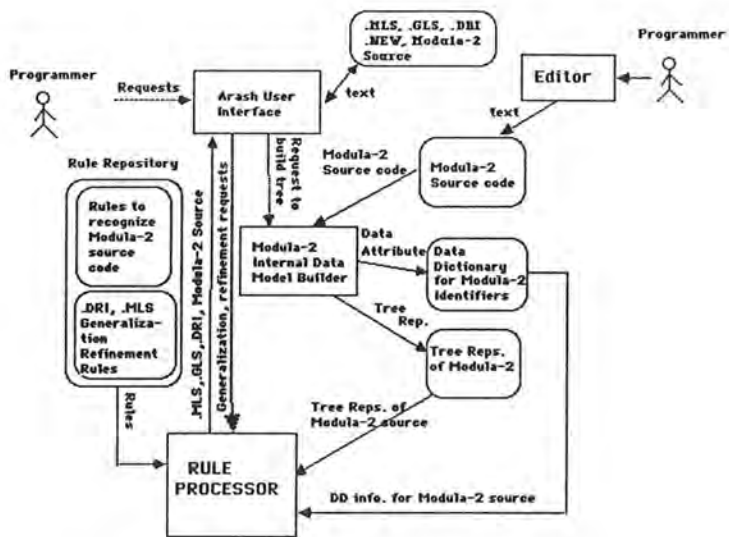 .MLS, .GLS, .DRI
.NEW, Modula-2
Source
Programmer
Programmer
Requests
Arash User
Interface
text
Editor
text
Rule Repository
Rules to
recognize
Modula-2
source
code
.DRI, .MLS
Generaliza-
tion
Refinement
Rules
Rules
.MLS,.GLS,.DRI, Modula-2 Source
Generalization, refinement requests
Request to
build tree
Modula-2
Source code
Modula-2
Source code
Modula-2
Internal Data
Model Builder
Data
Attribute
Data
Dictionary
for Modula-2
Identifiers
Tree
Rep.
Tree Reps.
of Modula-2
Tree Reps. of
Modula-2 source
RULE
PROCESSOR
DD info. for Modula-2 source